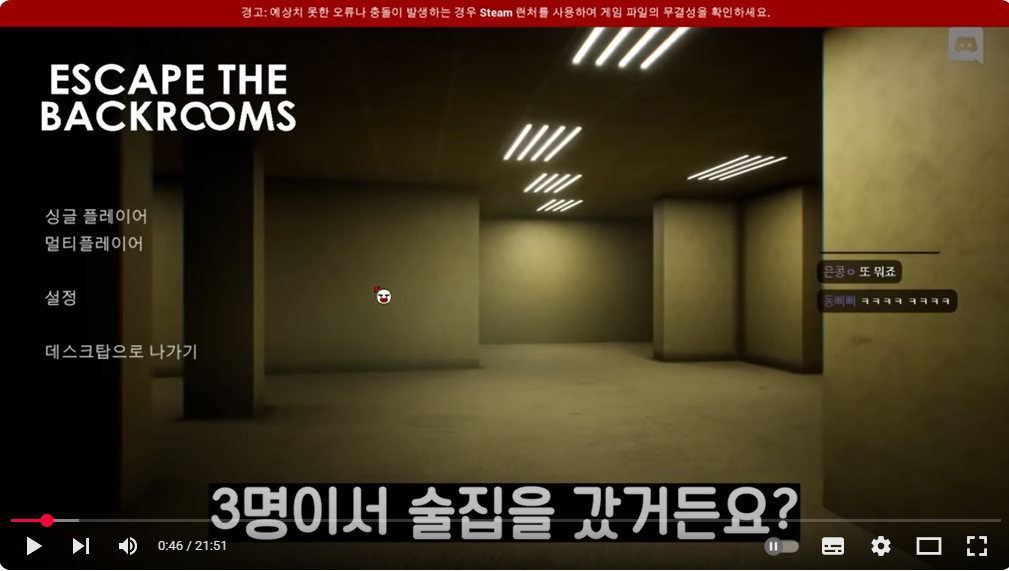 경고: 예상치 못한 오류나 충돌이 발생하는 경우 Steam 런처를 사용하여 게임 파일의 무결성을 확인하세요.
ESCAPE THE
BACKROOMS
싱글 플레이어
멀티플레이어
설정
데스크탑으로 나가기
은콩ㅇ 또 뭐죠
동삐삐 ㅋㅋㅋㅋ ㅋㅋㅋㅋ
3명이서 술집을 갔거든요?
0:46 / 21:51